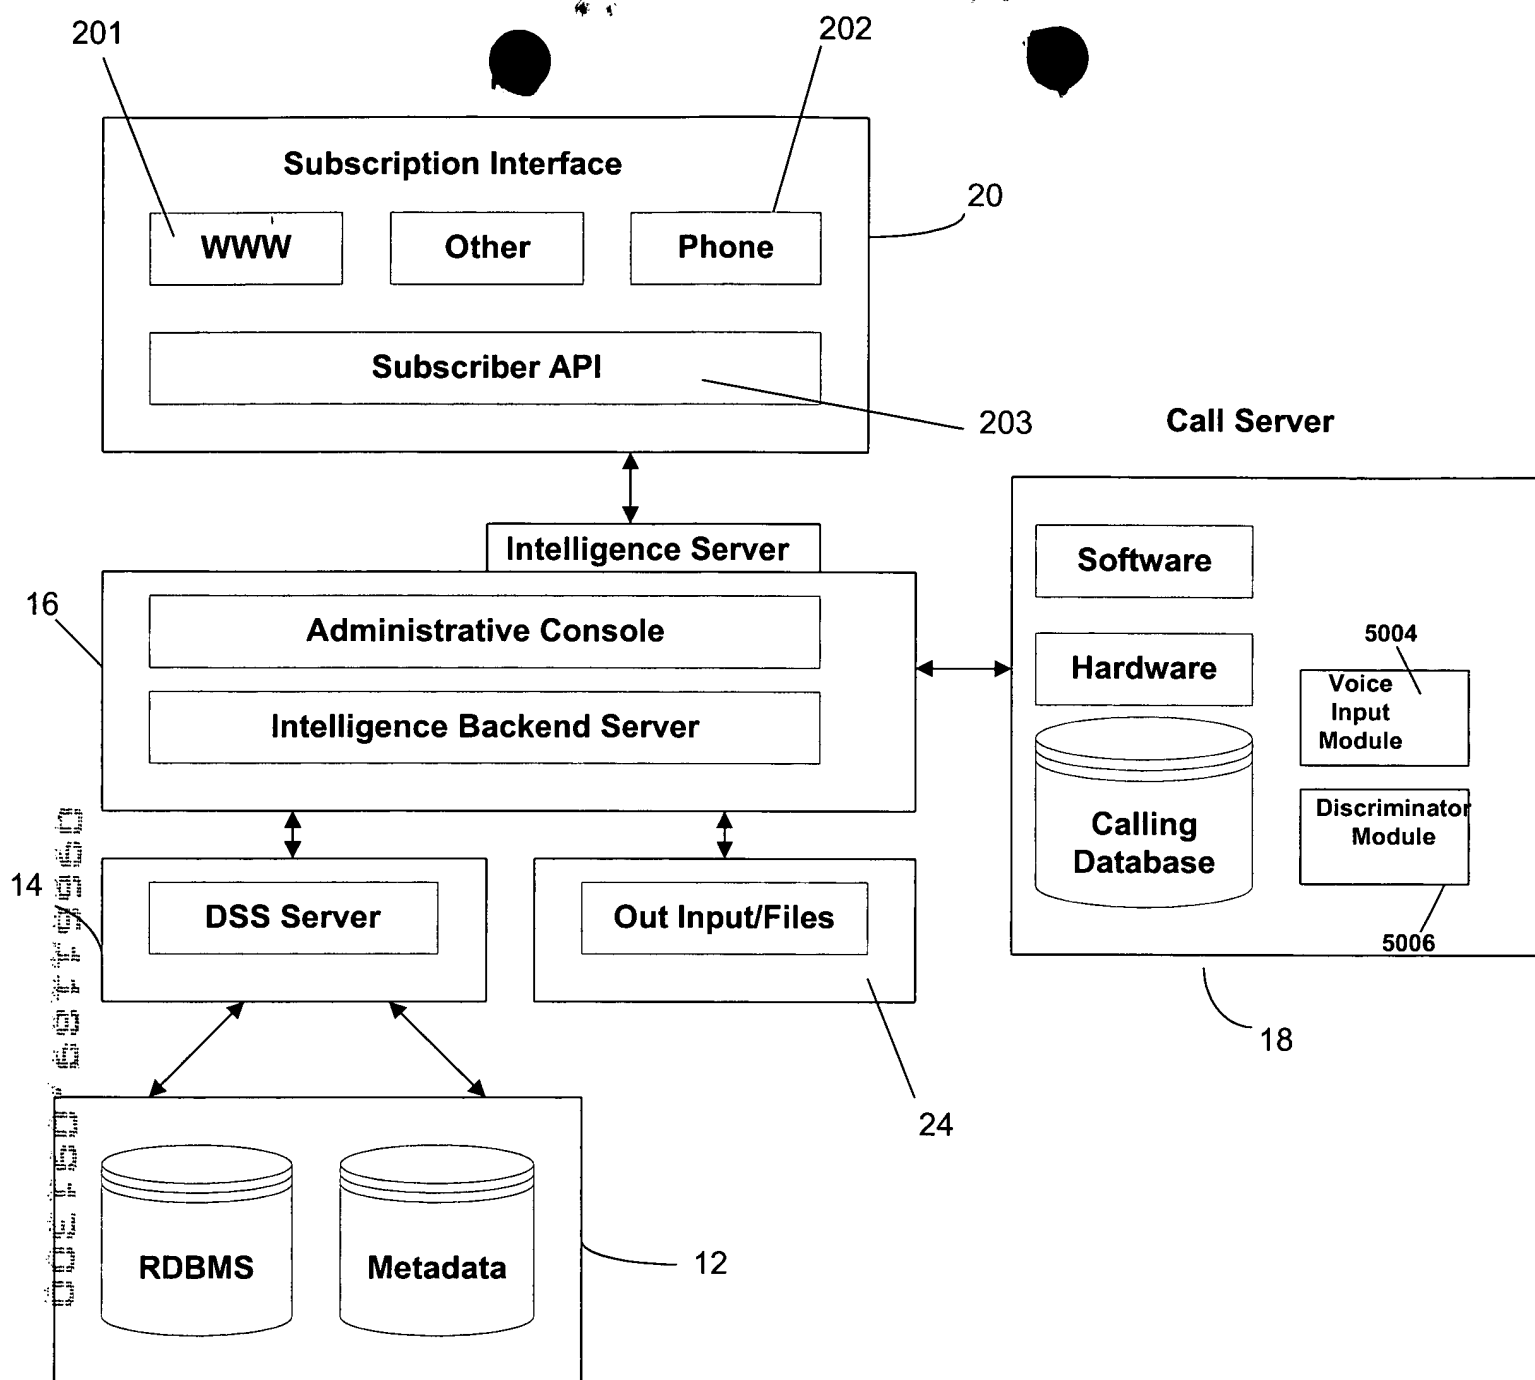 201
202
Subscription Interface
20
WWW
Other
Phone
Subscriber API
203
Call Server
Intelligence Server
16
Administrative Console
Intelligence Backend Server
Software
Hardware
5004
Voice
Input
Module
Calling
Database
Discriminator
Module
5006
14
DSS Server
Out Input/Files
18
24
RDBMS
Metadata
12